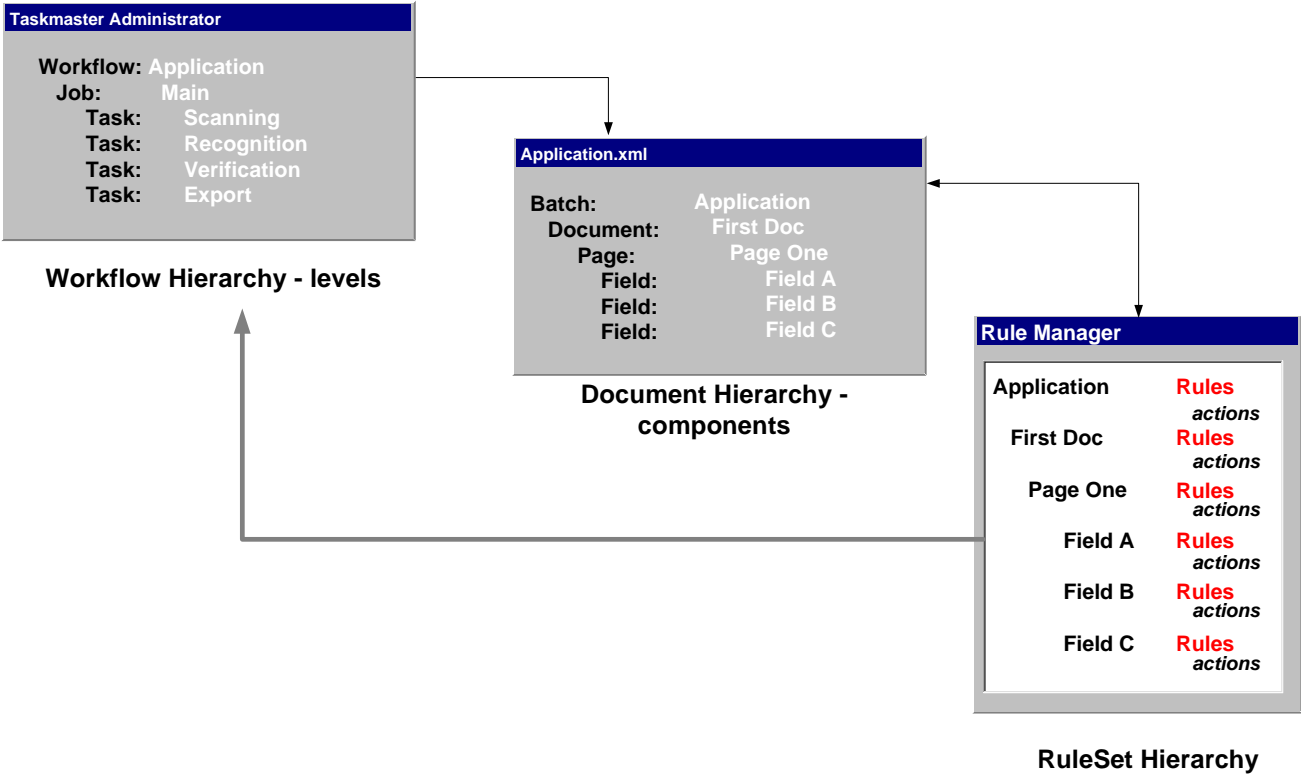 Taskmaster Administrator
Workflow: Application
Job: Main
Task: Scanning
Task: Recognition
Task: Verification
Task: Export
Workflow Hierarchy - levels
Application.xml
Batch: Application
Document: First Doc
Page: Page One
Field: Field A
Field: Field B
Field: Field C
Document Hierarchy -
components
Rule Manager
Application Rules
actions
First Doc Rules
actions
Page One Rules
actions
Field A Rules
actions
Field B Rules
actions
Field C Rules
actions
RuleSet Hierarchy